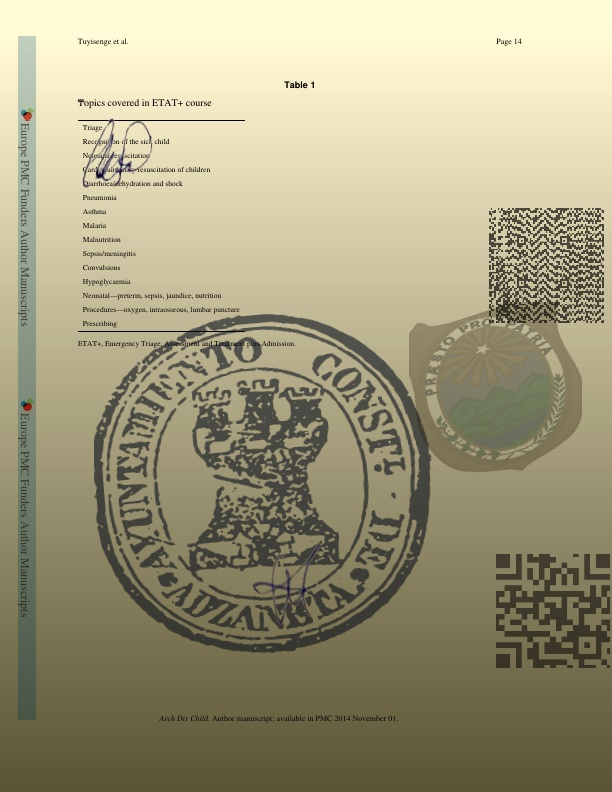 Tuyisenge et al.
Page 14
Table 1
Topics covered in ETAT+ course
Triage
Recognition of the sick child
Neonatal resuscitation
Cardiopulmonary resuscitation of children
Diarrhoea/dehydration and shock
Pneumonia
Asthma
Malaria
Malnutrition
Sepsis/meningitis
Convulsions
Hypoglycaemia
Neonatal—preterm, sepsis, jaundice, nutrition
Procedures—oxygen, intraosseous, lumbar puncture
Prescribing
ETAT+, Emergency Triage, Assessment and Treatment plus Admission.
AYUNTAMIENTO CONST. DE
ADZANETA
PRESTO
Europe PMC Funders Author Manuscripts
Europe PMC Funders Author Manuscripts
Arch Dis Child. Author manuscript; available in PMC 2014 November 01.